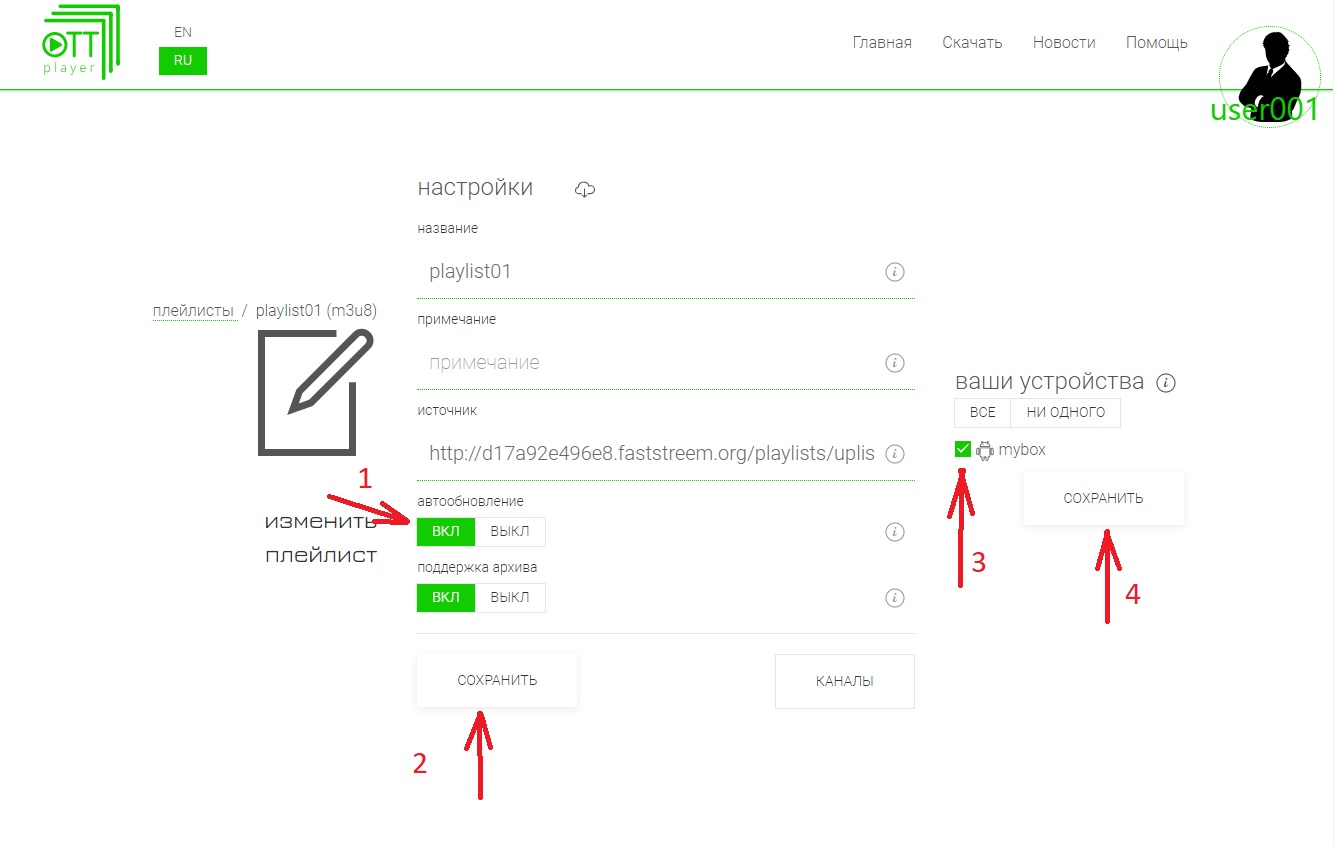 OTT
player
EN
RU
Главная
Скачать
Новости
Помощь
user001
настройки
название
playlist01
плейлисты / playlist01 (m3u8)
примечание
примечание
источник
http://d17a92e496e8.faststreem.org/playlists/uplis
1
автообновление
ВКЛ ВЫКЛ
изменить
плейлист
поддержка архива
ВКЛ ВЫКЛ
СОХРАНИТЬ
КАНАЛЫ
2
ваши устройства
ВСЕ НИ ОДНОГО
mybox
СОХРАНИТЬ
3
4